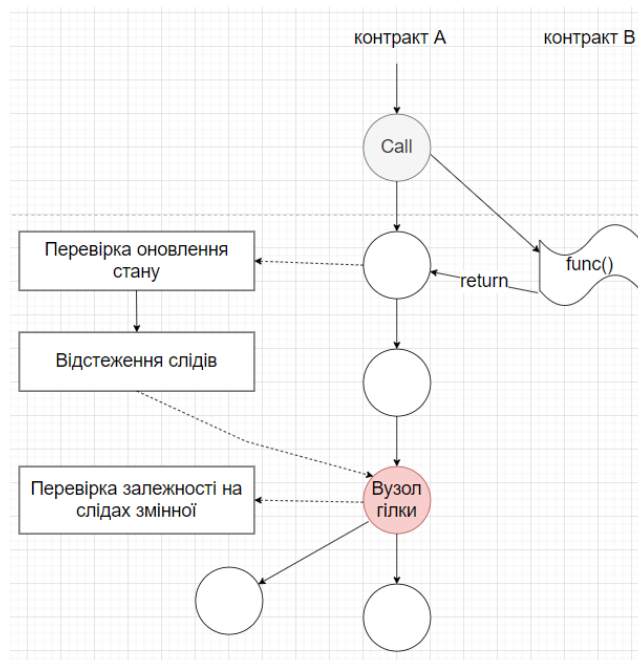 контракт А
контракт В
Call
Перевірка оновлення
стану
func()
return
Відстеження слідів
Перевірка залежності на
слідах змінної
Вузол
гілки